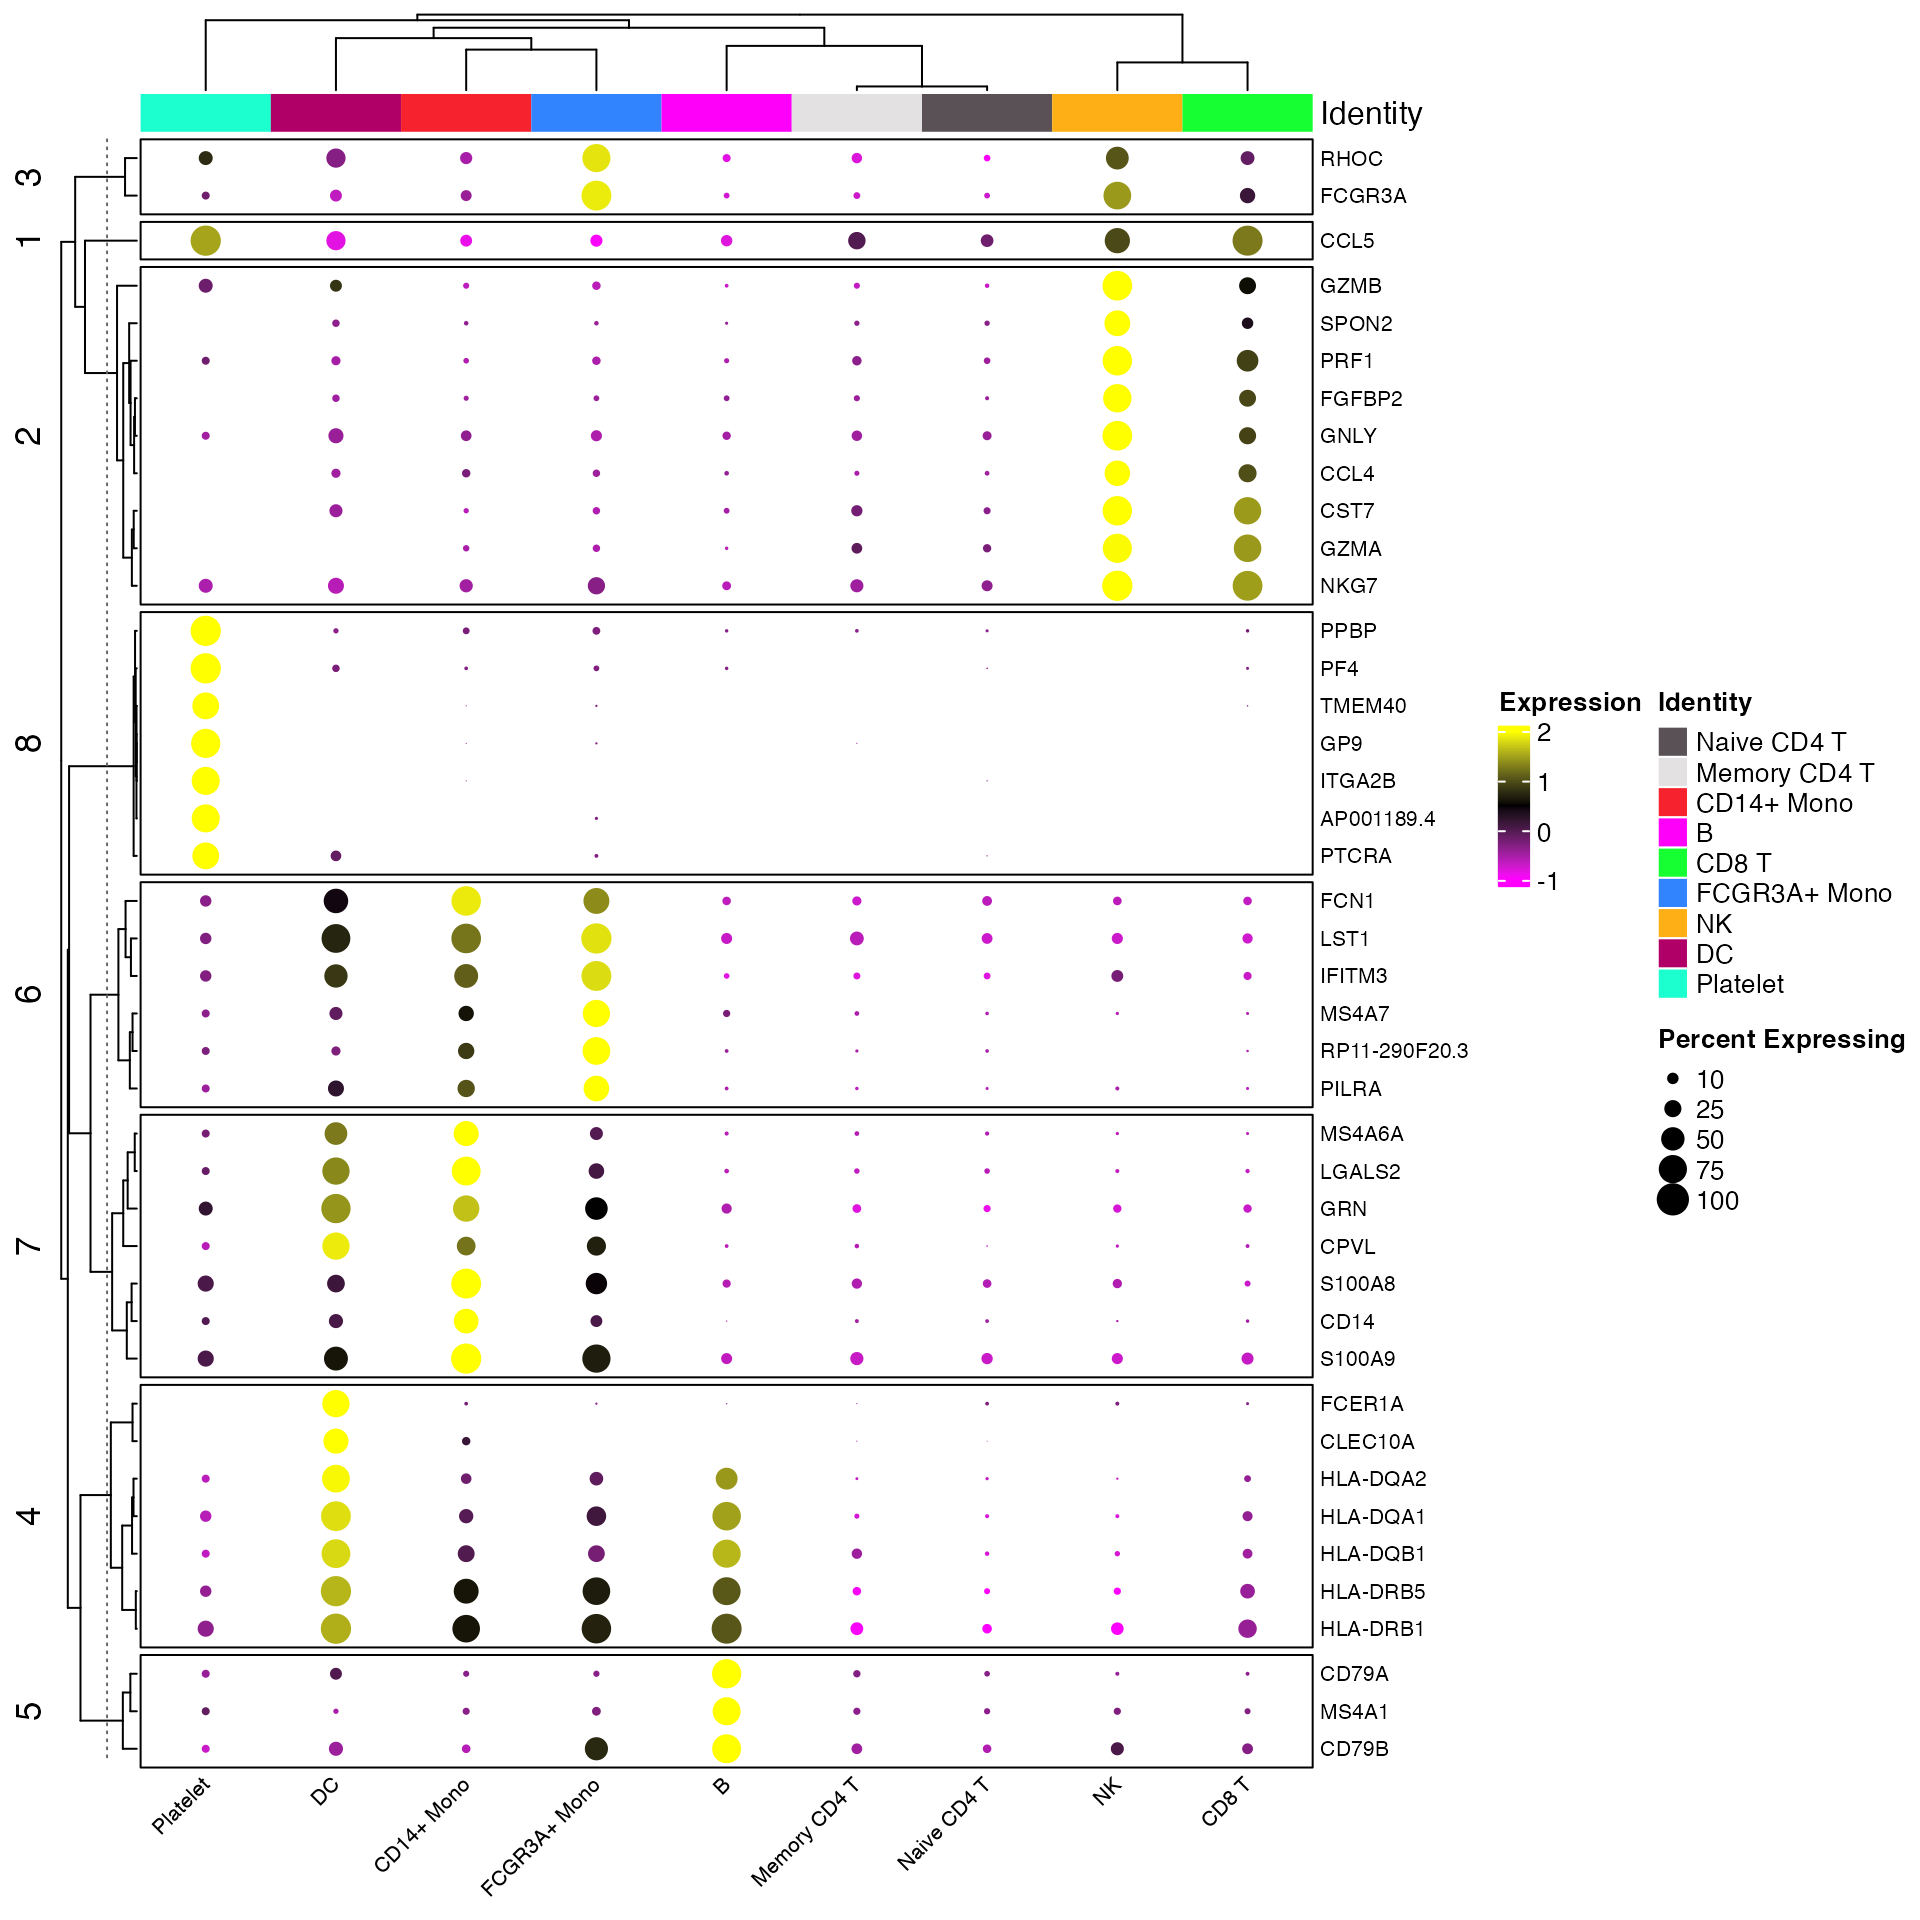 Identity
3
RHOC
FCGR3A
1
CCL5
2
GZMB
SPON2
PRF1
FGFBP2
GNLY
CCL4
CST7
GZMA
NKG7
8
PPBP
PF4
TMEM40
GP9
ITGA2B
AP001189.4
PTCRA
6
FCN1
LST1
IFITM3
MS4A7
RP11-290F20.3
PILRA
7
MS4A6A
LGALS2
GRN
CPVL
S100A8
CD14
S100A9
4
FCER1A
CLEC10A
HLA-DQA2
HLA-DQA1
HLA-DQB1
HLA-DRB5
HLA-DRB1
5
CD79A
MS4A1
CD79B
Platelet
DC
CD14+ Mono
FCGR3A+ Mono
B
Memory CD4 T
Naive CD4 T
NK
CD8 T
Expression
2
1
0
-1
Identity
Naive CD4 T
Memory CD4 T
CD14+ Mono
B
CD8 T
FCGR3A+ Mono
NK
DC
Platelet
Percent Expressing
10
25
50
75
100